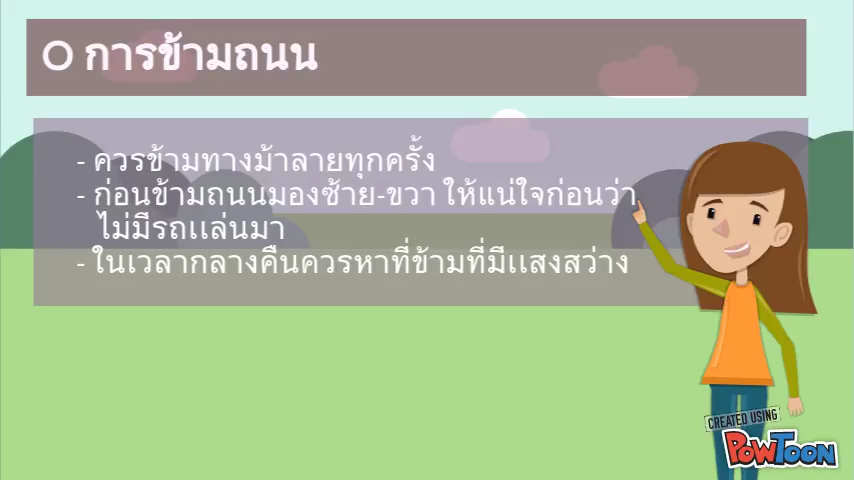 O การข้ามถนน
- ควรข้ามทางม้าลายทุกครั้ง
- ก่อนข้ามถนนมองซ้าย-ขวา ให้แน่ใจก่อนว่า
ไม่มีรถแล่นมา
- ในเวลากลางคืนควรหาที่ข้ามที่มีแสงสว่าง
CREATED USING
POWTOON